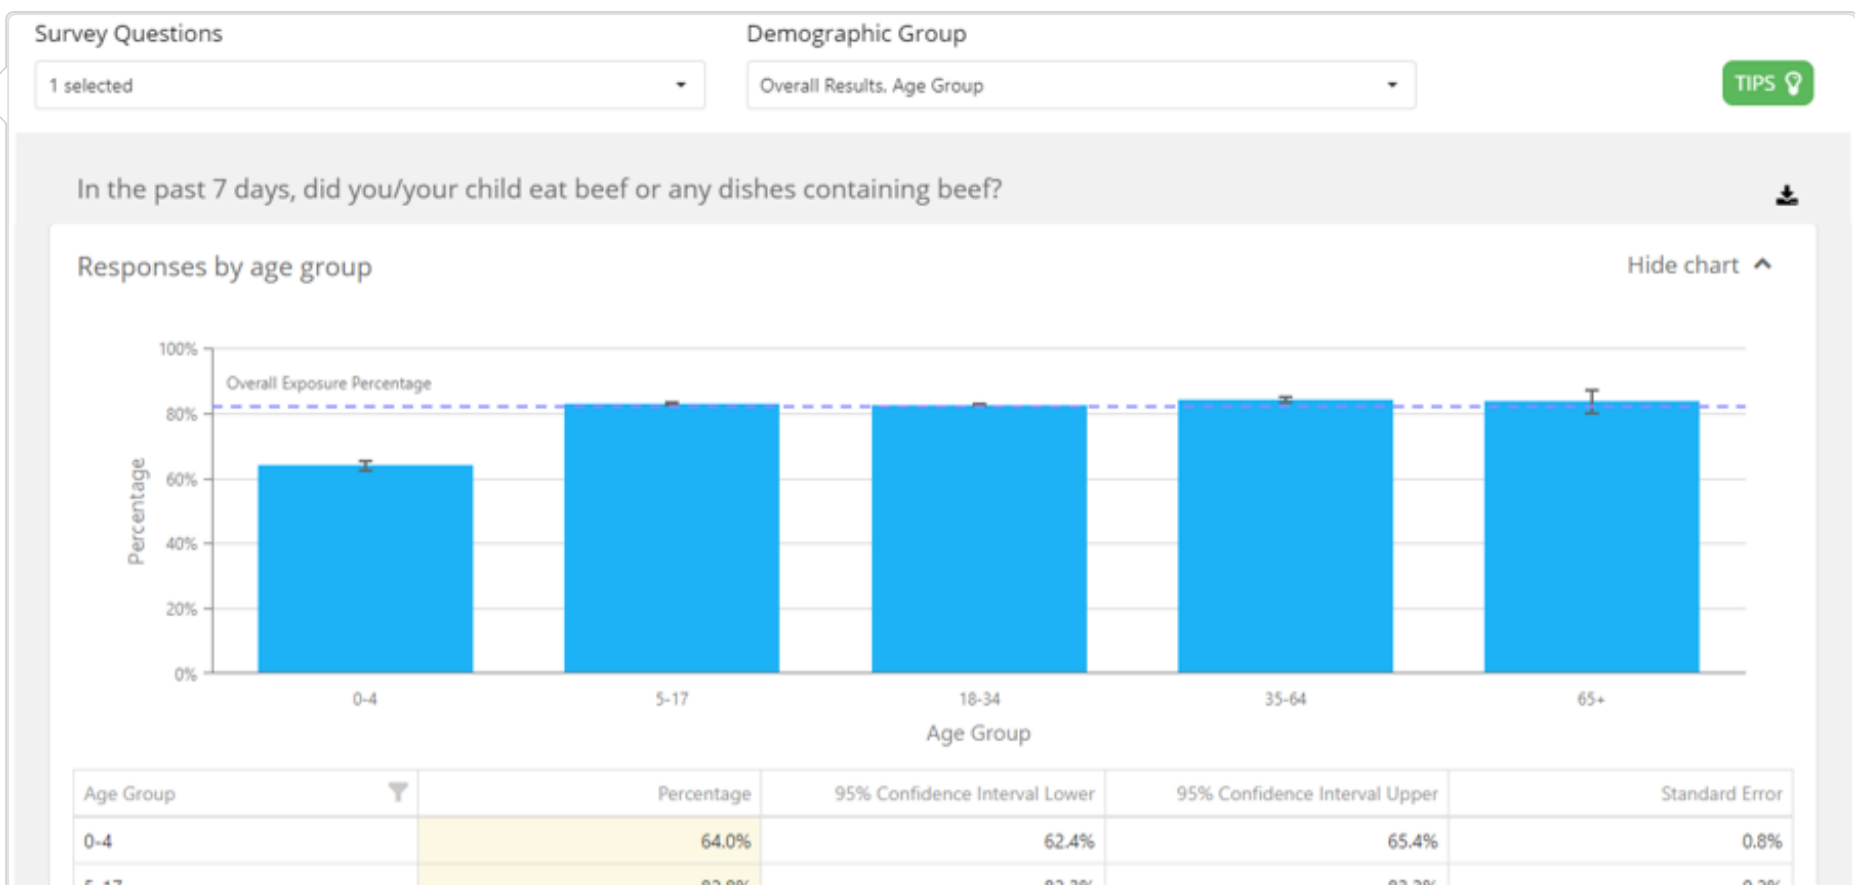 Survey Questions
Demographic Group
1 selected
Overall Results, Age Group
TIPS
In the past 7 days, did you/your child eat beef or any dishes containing beef?
Responses by age group
Hide chart
100%
Overall Exposure Percentage
80%
60%
40%
20%
0%
Percentage
0-4
5-17
18-34
35-64
65+
Age Group
Age Group
Percentage
95% Confidence Interval Lower
95% Confidence Interval Upper
Standard Error
0-4
64.0%
62.4%
65.4%
0.8%